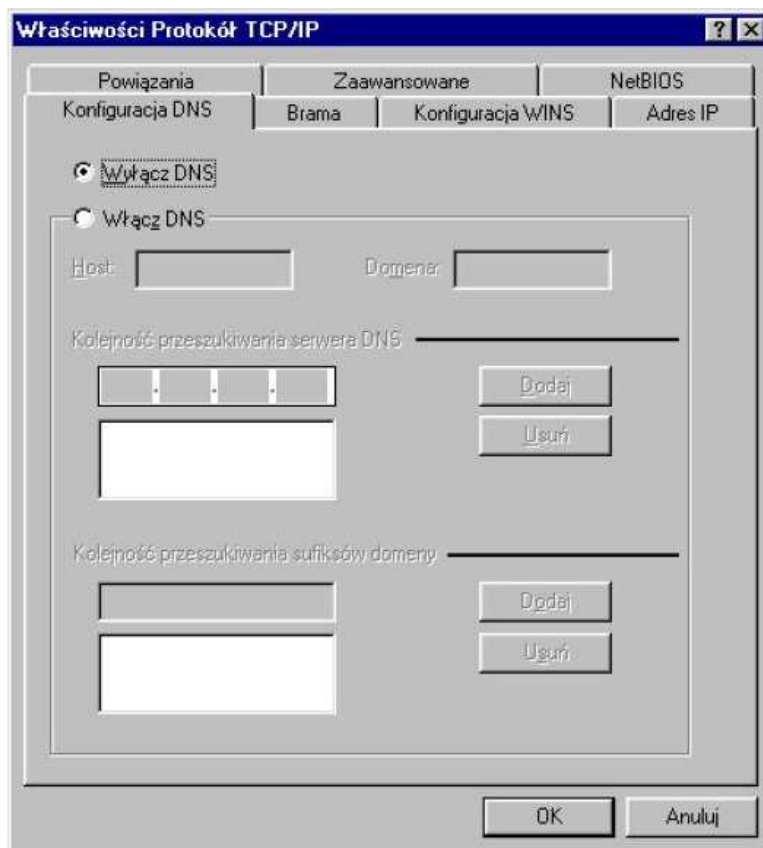 Właściwości Protokół TCP/IP
Powiązania Zaawansowane NetBIOS
Konfiguracja DNS Brama Konfiguracja WINS Adres IP
Wyłącz DNS
Włącz DNS
Host: Domena:
Kolejność przeszukiwania serwera DNS
Dodaj
Usuń
Kolejność przeszukiwania sufiksów domeny
Dodaj
Usuń
OK Anuluj